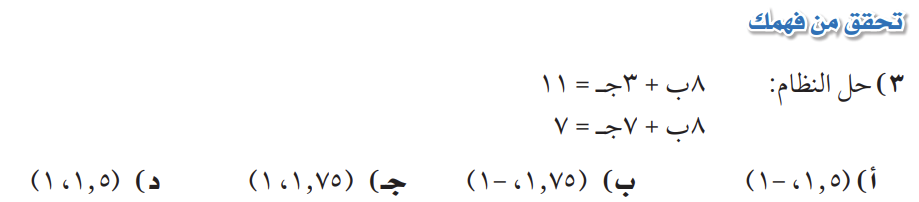 تحقق من فهمك
٣) حل النظام: ٨ب + ٣جـ = ١١
٨ب + ٧جـ = ٧
أ) (١,٥، -١) ب) (١,٧٥، -١) جـ) (١,٧٥، ١) د) (١,٥، ١)